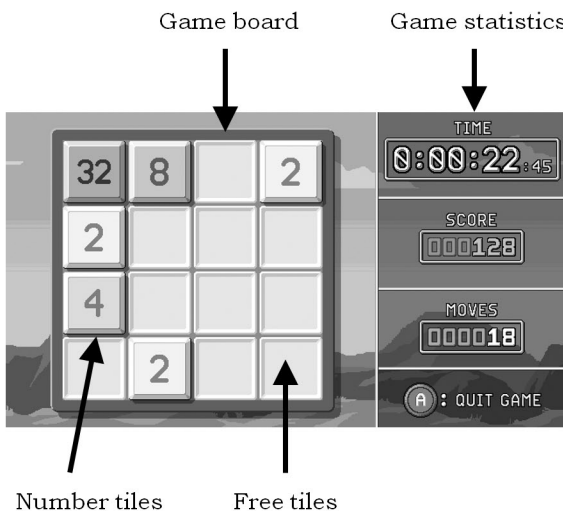 Game board
Game statistics
TIME
0:00:22:45
SCORE
000128
MOVES
000018
A : QUIT GAME
32 8 2
2
4
2
Number tiles
Free tiles